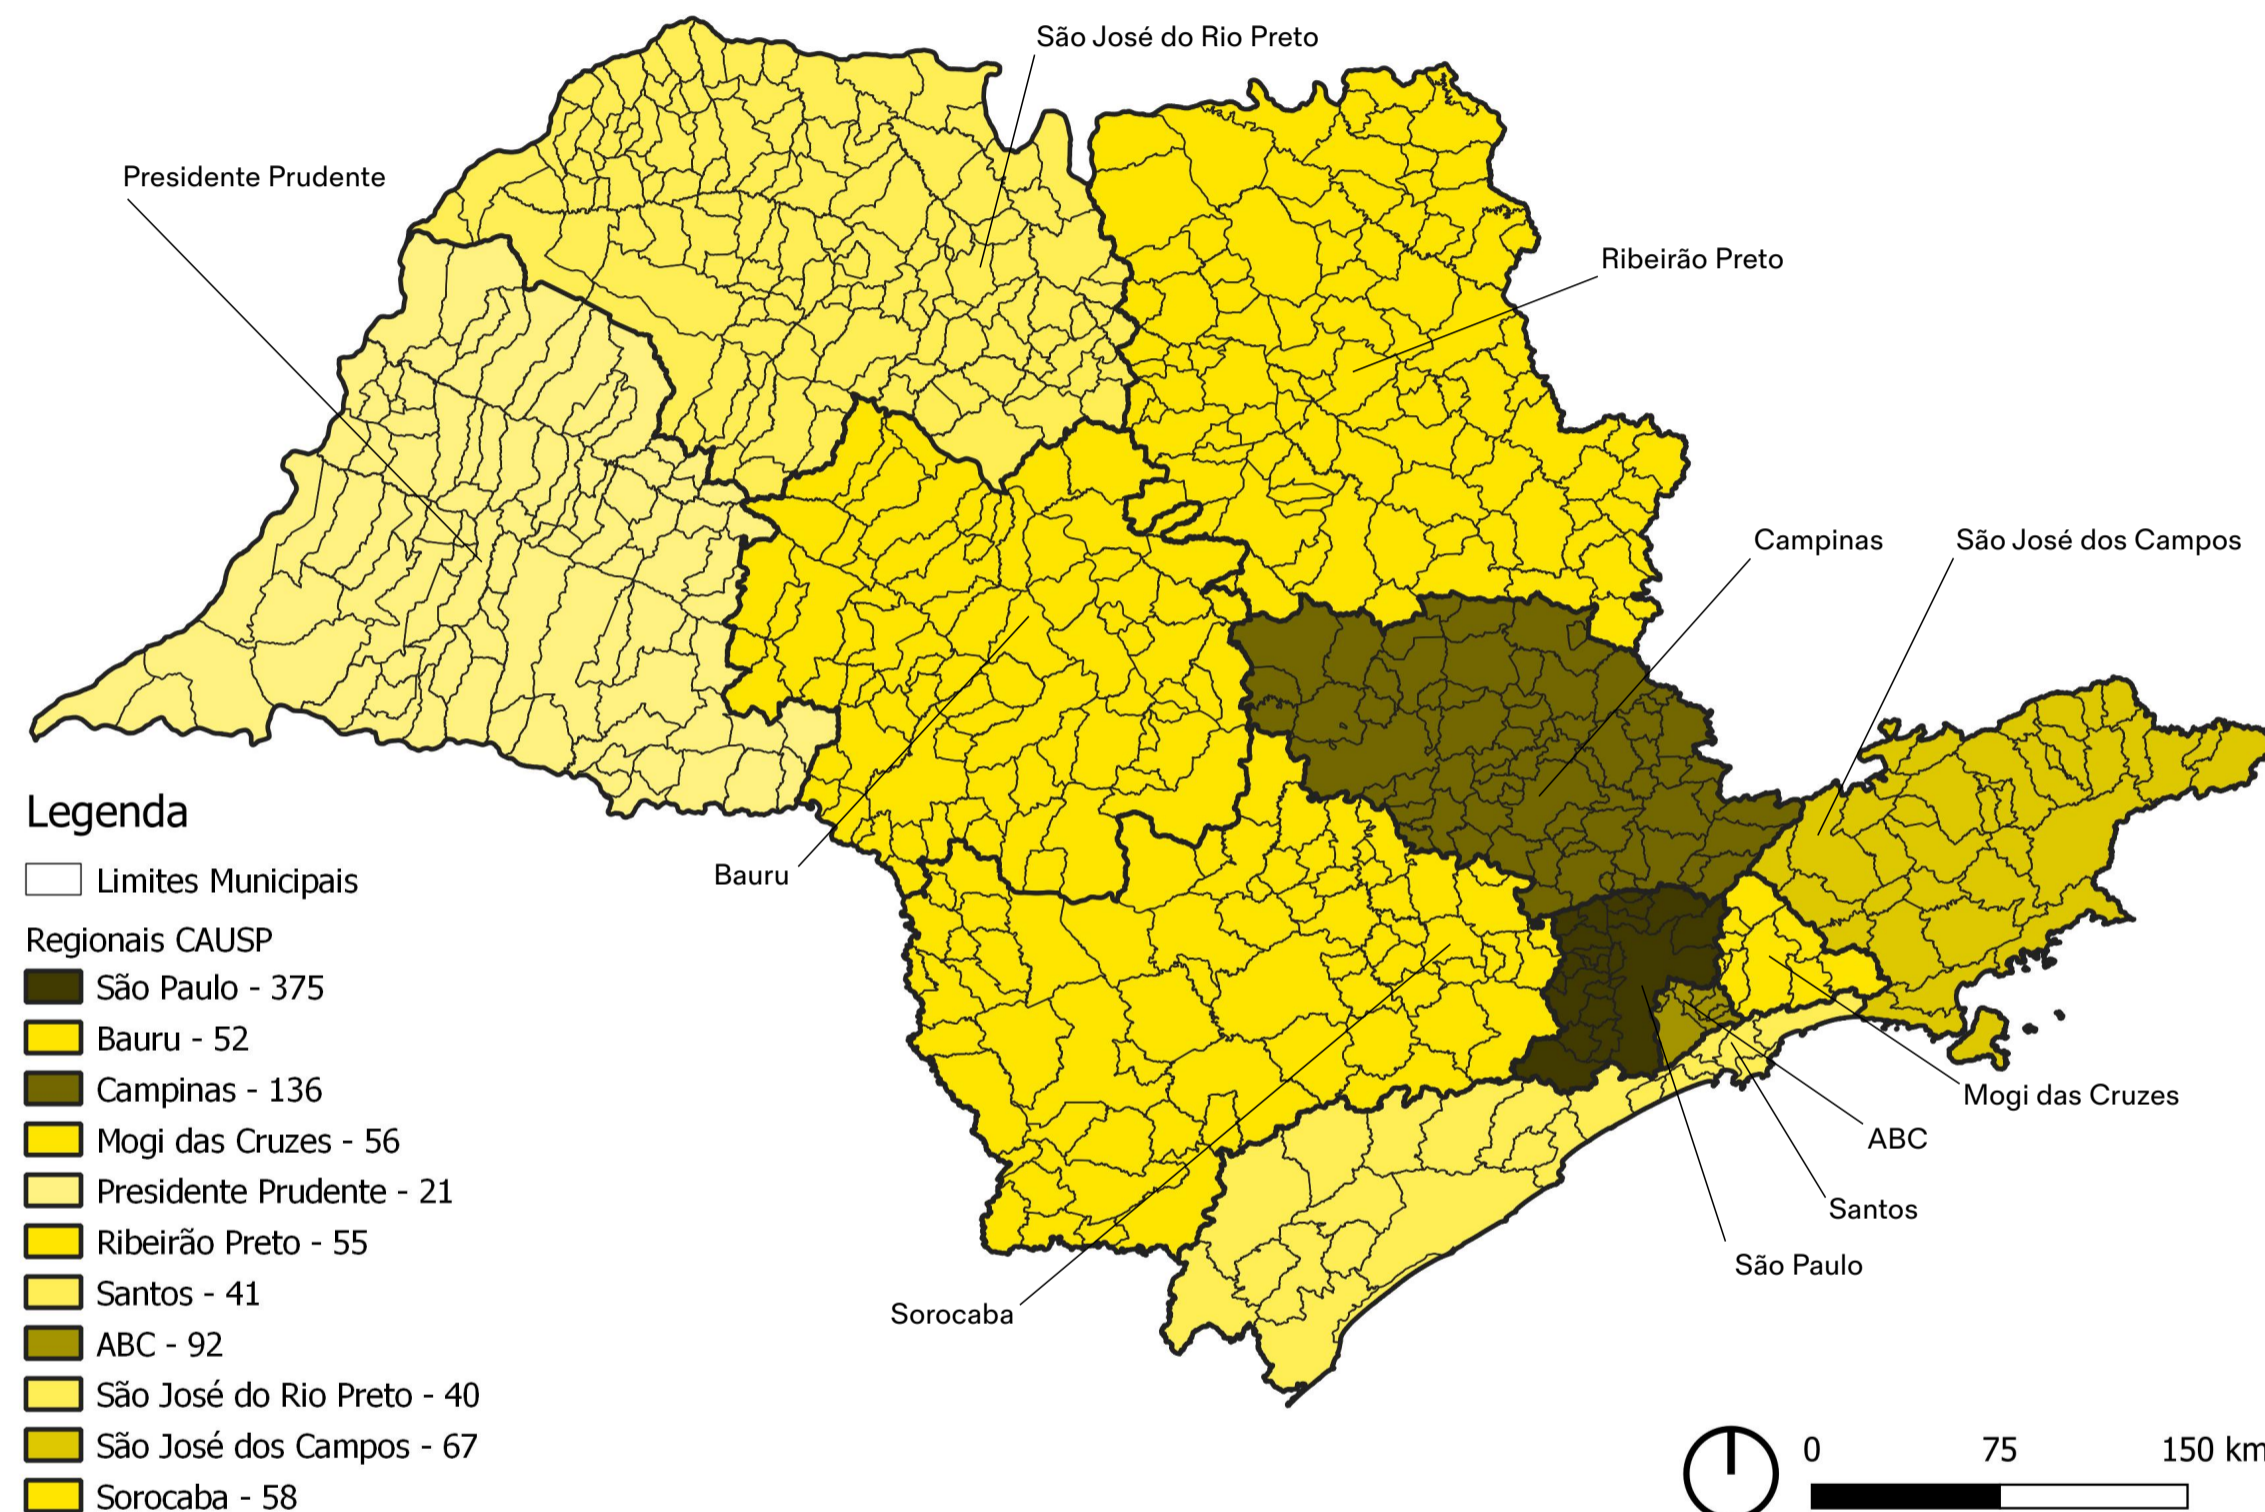 São José do Rio Preto
Presidente Prudente
Ribeirão Preto
Campinas
São José dos Campos
Bauru
Mogi das Cruzes
ABC
Santos
São Paulo
Sorocaba
Legenda
Limites Municipais
Regionais CAUSP
São Paulo - 375
Bauru - 52
Campinas - 136
Mogi das Cruzes - 56
Presidente Prudente - 21
Ribeirão Preto - 55
Santos - 41
ABC - 92
São José do Rio Preto - 40
São José dos Campos - 67
Sorocaba - 58
0 75 150 km